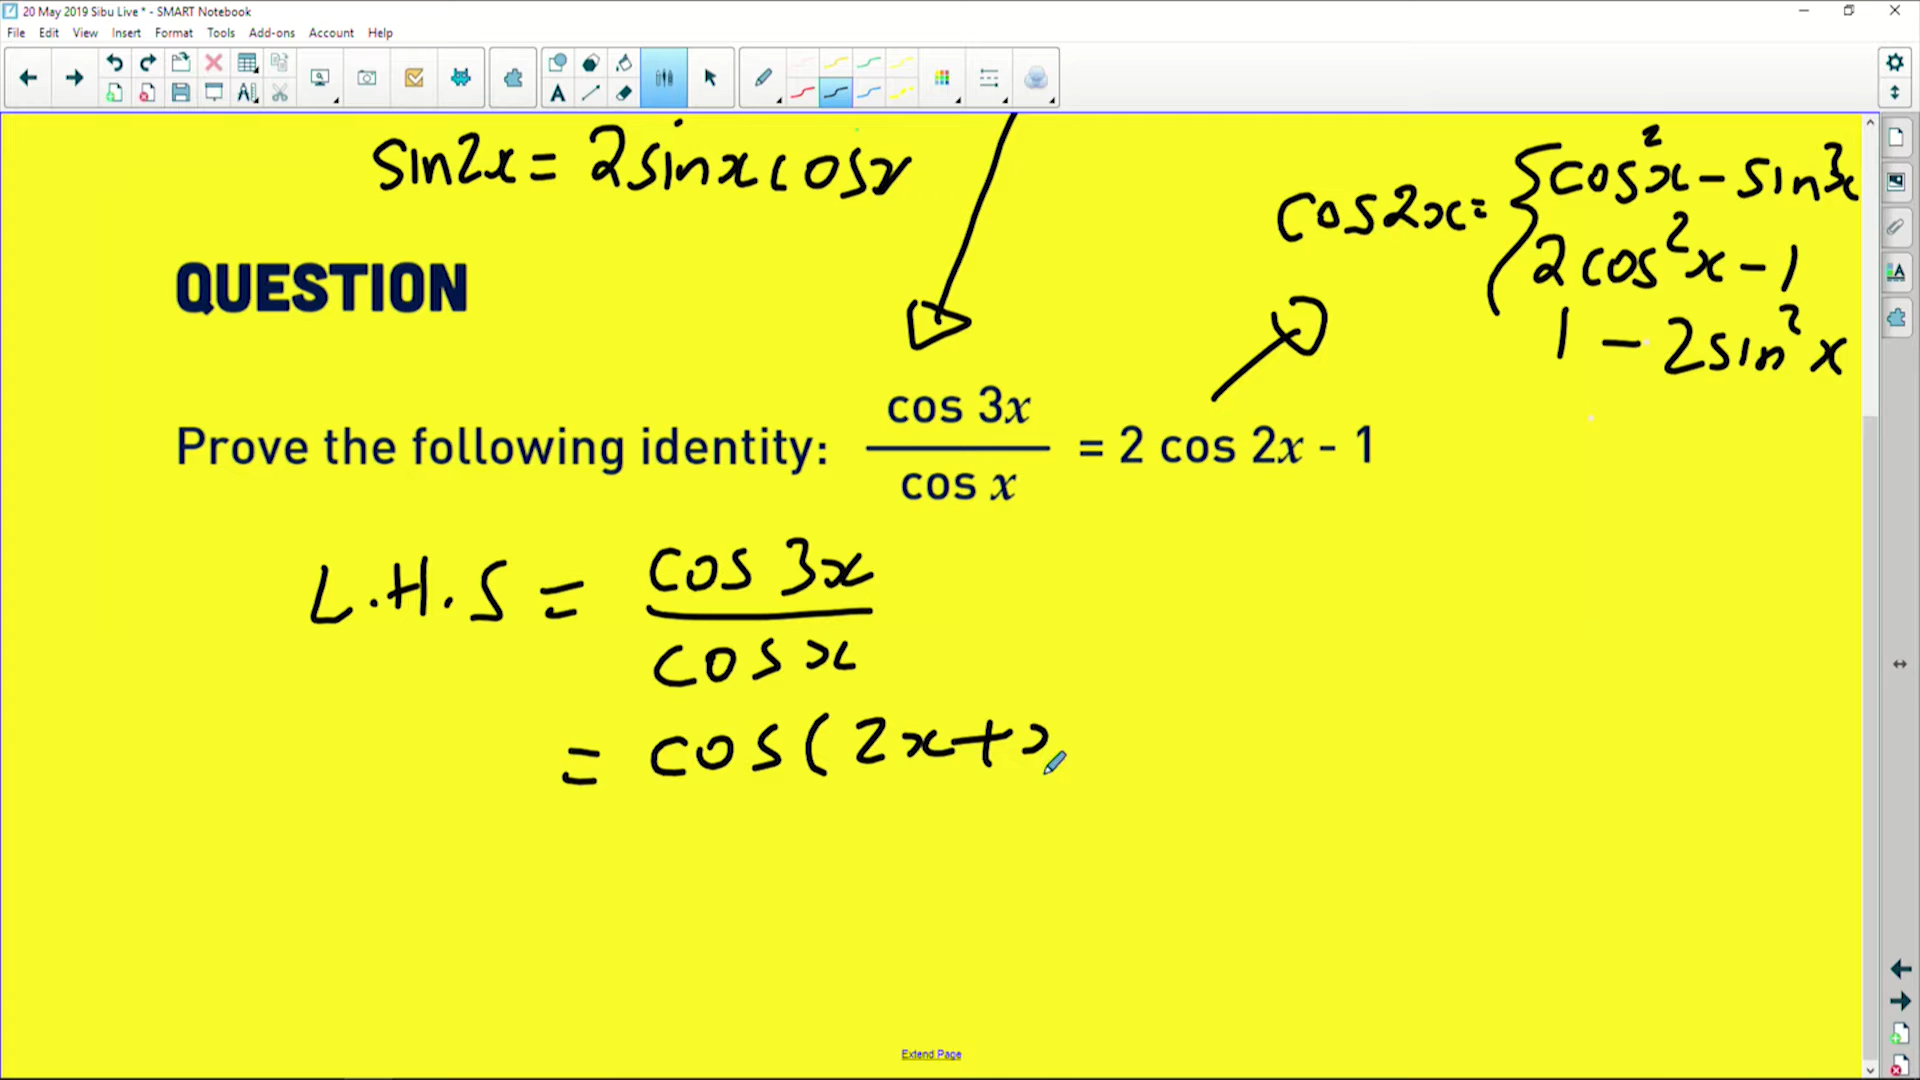 20 May 2019 Sibu Live * - SMART Notebook
File Edit View Insert Format Tools Add-ons Account Help
sin2x = 2sinxcosx
cos2x = { cos²x - sin²x
2cos²x - 1
1 - 2sin²x
QUESTION
Prove the following identity: cos 3x / cos x = 2 cos 2x - 1
L.H.S = cos 3x / cos x
= cos(2x+x
Extend Page